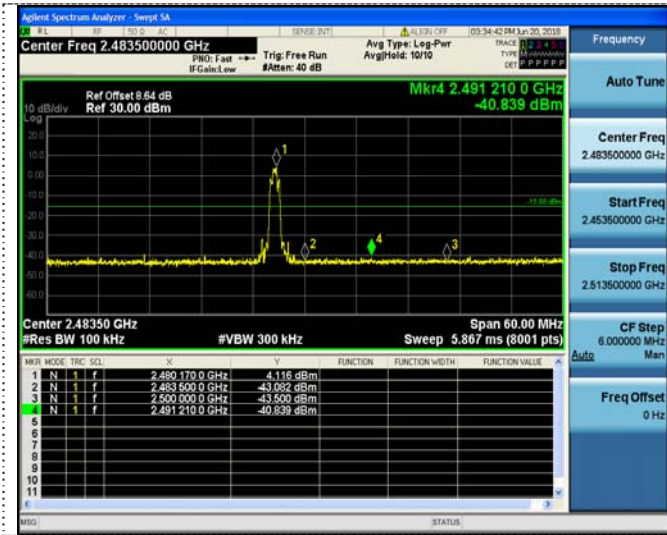 Agilent Spectrum Analyzer - Swept SA
RL RF 50 Ω AC SENSE:INT ALIGN OFF 03:34:42 PM Jun 20, 2018
Center Freq 2.483500000 GHz
PNO: Fast Trig: Free Run Avg Type: Log-Pwr TRACE 1 2 3 4 5 6
IFGain:Low #Atten: 40 dB Avg|Hold: 10/10 TYPE
DET P P P P P P
Mkr4 2.491 210 0 GHz
-40.839 dBm
Ref Offset 8.64 dB
10 dB/div Ref 30.00 dBm
Log
20.0
10.0
0.00
-10.0
-20.0
-30.0
-40.0
-50.0
-60.0
1
2
4
3
Center 2.48350 GHz Span 60.00 MHz
#Res BW 100 kHz #VBW 300 kHz Sweep 5.867 ms (8001 pts)
MKR MODE TRC SCL X Y FUNCTION FUNCTION WIDTH FUNCTION VALUE
1 N 1 f 2.480 170 0 GHz 4.116 dBm
2 N 1 f 2.483 500 0 GHz -43.082 dBm
3 N 1 f 2.500 000 0 GHz -43.500 dBm
4 N 1 f 2.491 210 0 GHz -40.839 dBm
5
6
7
8
9
10
11
MSG STATUS
Frequency
Auto Tune
Center Freq
2.483500000 GHz
Start Freq
2.453500000 GHz
Stop Freq
2.513500000 GHz
CF Step
6.000000 MHz
Auto Man
Freq Offset
0 Hz